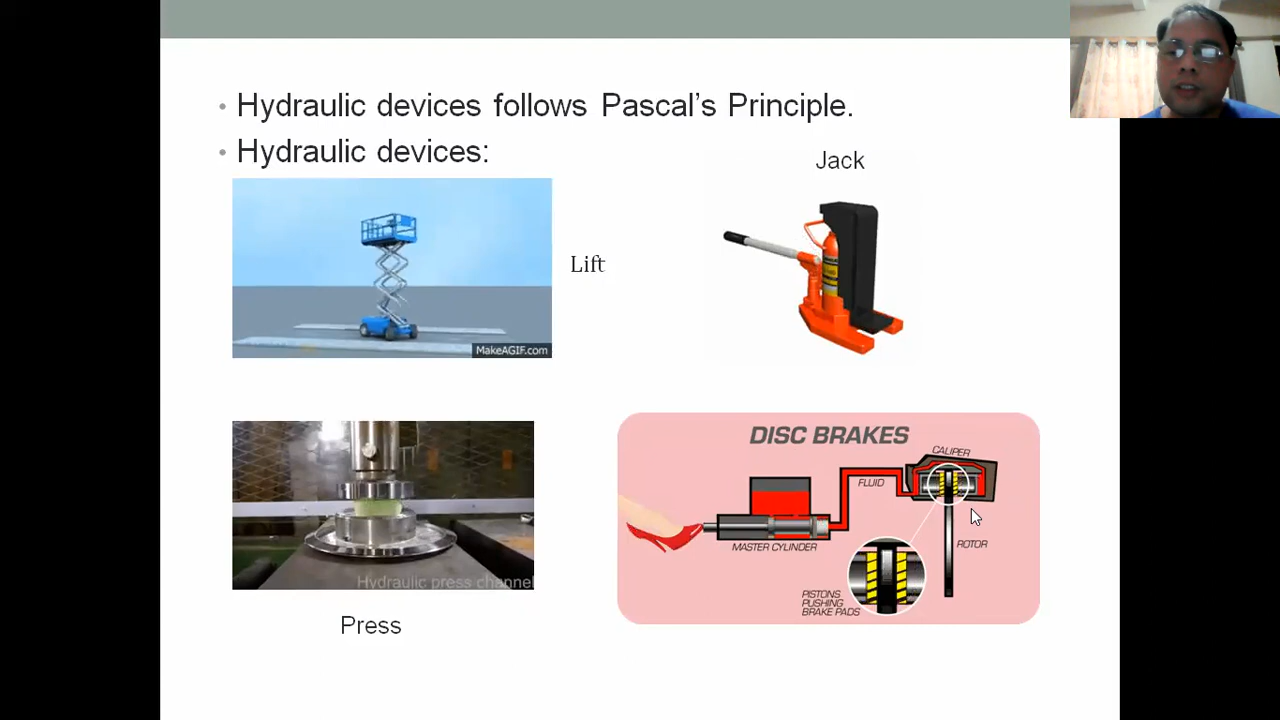 • Hydraulic devices follows Pascal’s Principle.
• Hydraulic devices:
Jack
Lift
MakeAGIF.com
Hydraulic press channel
Press
DISC BRAKES
CALIPER
FLUID
MASTER CYLINDER
ROTOR
PISTONS
PUSHING
BRAKE PADS